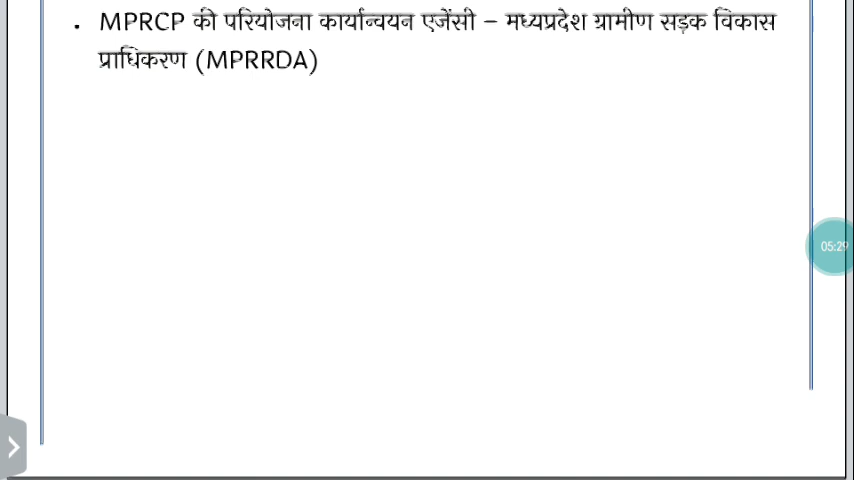 . MPRCP की परियोजना कार्यान्वयन एजेंसी – मध्यप्रदेश ग्रामीण सड़क विकास
प्राधिकरण (MPRRDA)
05:29